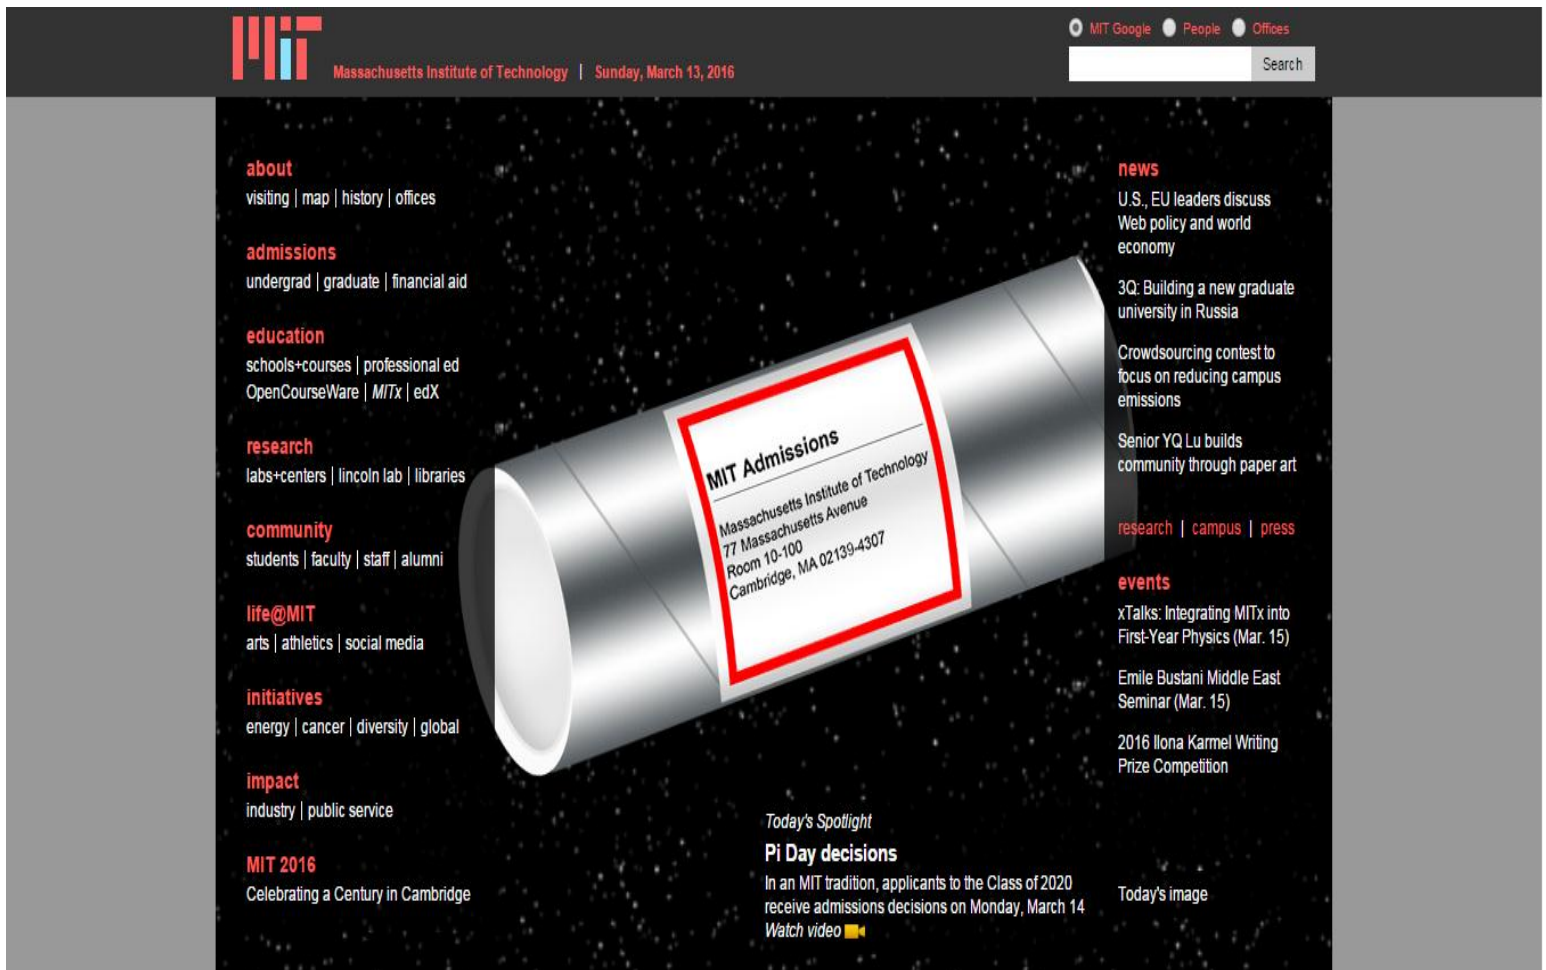 MIT
Massachusetts Institute of Technology | Sunday, March 13, 2016
MIT Google People Offices
Search
about
visiting | map | history | offices
admissions
undergrad | graduate | financial aid
education
schools+courses | professional ed
OpenCourseWare | MITx | edX
research
labs+centers | lincoln lab | libraries
community
students | faculty | staff | alumni
life@MIT
arts | athletics | social media
initiatives
energy | cancer | diversity | global
impact
industry | public service
MIT 2016
Celebrating a Century in Cambridge
MIT Admissions
Massachusetts Institute of Technology
77 Massachusetts Avenue
Room 10-100
Cambridge, MA 02139-4307
Today's Spotlight
Pi Day decisions
In an MIT tradition, applicants to the Class of 2020
receive admissions decisions on Monday, March 14
Watch video
news
U.S., EU leaders discuss
Web policy and world
economy
3Q: Building a new graduate
university in Russia
Crowdsourcing contest to
focus on reducing campus
emissions
Senior YQ Lu builds
community through paper art
research | campus | press
events
xTalks: Integrating MITx into
First-Year Physics (Mar. 15)
Emile Bustani Middle East
Seminar (Mar. 15)
2016 Ilona Karmel Writing
Prize Competition
Today's image